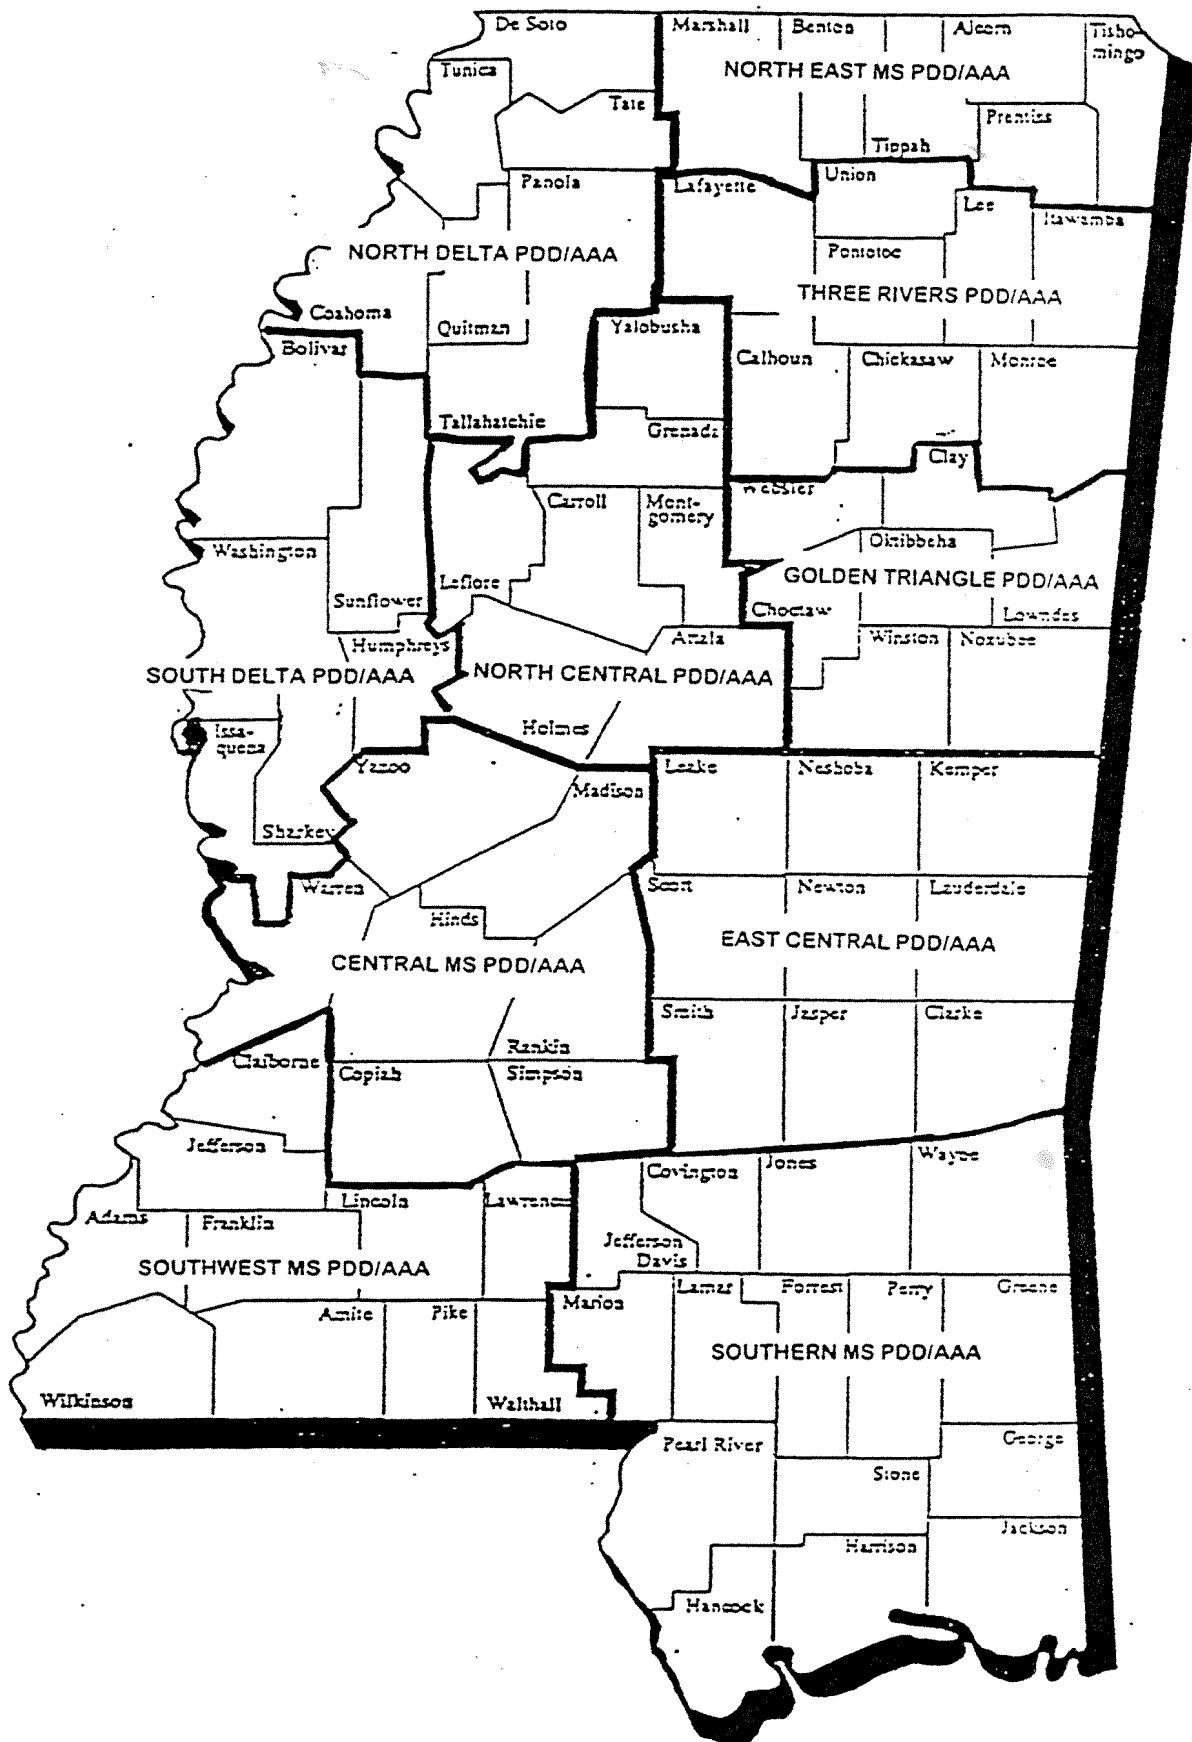 De Soto
Marshall
Benton
Alcorn
Tisho-
mingo
Tunica
NORTH EAST MS PDD/AAA
Tate
Prentiss
Tippah
Panola
Lafayette
Union
Lee
Itawamba
NORTH DELTA PDD/AAA
Pontotoc
THREE RIVERS PDD/AAA
Coahoma
Quitman
Yalobusha
Bolivar
Calhoun
Chickasaw
Monroe
Tallahatchie
Grenada
Clay
Webster
Carroll
Mont-
gomery
Washington
Oktibbeha
GOLDEN TRIANGLE PDD/AAA
Leflore
Sunflower
Choctaw
Lowndes
Humphreys
Attala
Winston
Noxubee
SOUTH DELTA PDD/AAA
NORTH CENTRAL PDD/AAA
Issa-
quena
Holmes
Yazoo
Madison
Leake
Neshoba
Kemper
Sharkey
Warren
Scott
Newton
Lauderdale
Hinds
EAST CENTRAL PDD/AAA
CENTRAL MS PDD/AAA
Smith
Jasper
Clarke
Rankin
Claiborne
Copiah
Simpson
Jefferson
Covington
Jones
Wayne
Adams
Franklin
Lincoln
Lawrence
Jefferson
Davis
SOUTHWEST MS PDD/AAA
Marion
Lamar
Forrest
Perry
Greene
Amite
Pike
SOUTHERN MS PDD/AAA
Wilkinson
Walthall
Pearl River
George
Stone
Jackson
Harrison
Hancock